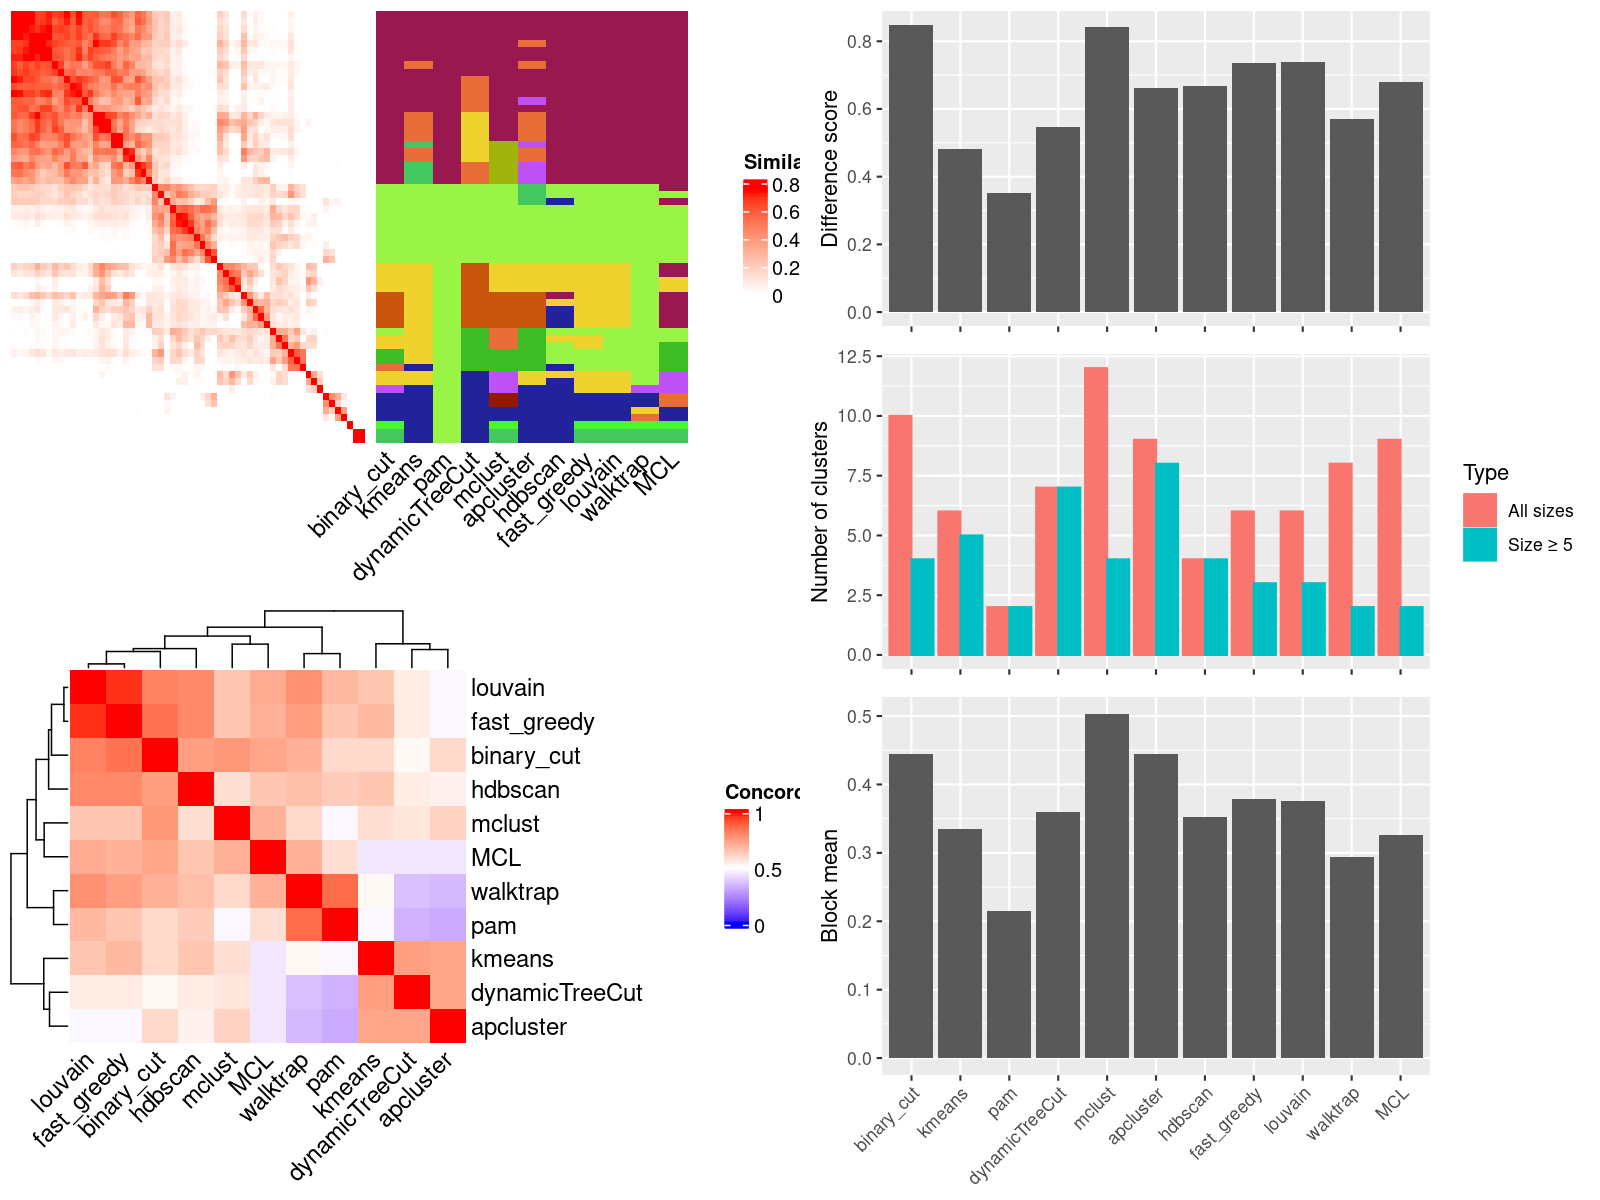 Simila
0.8
0.6
0.4
0.2
0
binary_cut
kmeans
pam
dynamicTreeCut
mclust
apcluster
hdbscan
fast_greedy
louvain
walktrap
MCL
louvain
fast_greedy
binary_cut
hdbscan
mclust
MCL
walktrap
pam
kmeans
dynamicTreeCut
apcluster
louvain
fast_greedy
binary_cut
hdbscan
mclust
MCL
walktrap
pam
kmeans
dynamicTreeCut
apcluster
Concord
1
0.5
0
Difference score
0.8
0.6
0.4
0.2
0.0
Number of clusters
12.5
10.0
7.5
5.0
2.5
0.0
Type
All sizes
Size ≥ 5
Block mean
0.5
0.4
0.3
0.2
0.1
0.0
binary_cut
kmeans
pam
dynamicTreeCut
mclust
apcluster
hdbscan
fast_greedy
louvain
walktrap
MCL